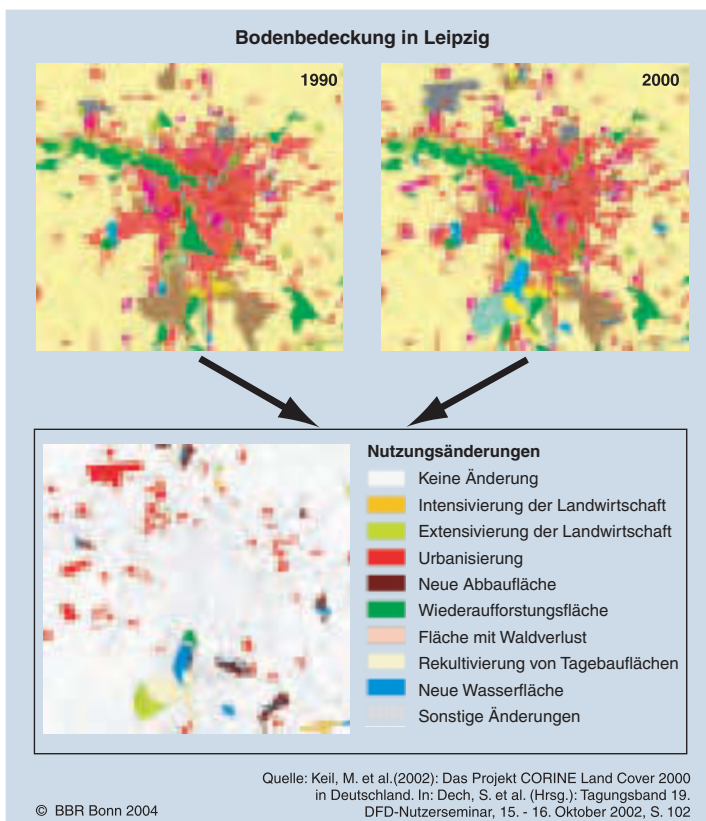 Bodenbedeckung in Leipzig
1990
2000
Nutzungsänderungen
Keine Änderung
Intensivierung der Landwirtschaft
Extensivierung der Landwirtschaft
Urbanisierung
Neue Abbaufläche
Wiederaufforstungsfläche
Fläche mit Waldverlust
Rekultivierung von Tagebauflächen
Neue Wasserfläche
Sonstige Änderungen
Quelle: Keil, M. et al.(2002): Das Projekt CORINE Land Cover 2000
in Deutschland. In: Dech, S. et al. (Hrsg.): Tagungsband 19.
© BBR Bonn 2004 DFD-Nutzerseminar, 15. - 16. Oktober 2002, S. 102